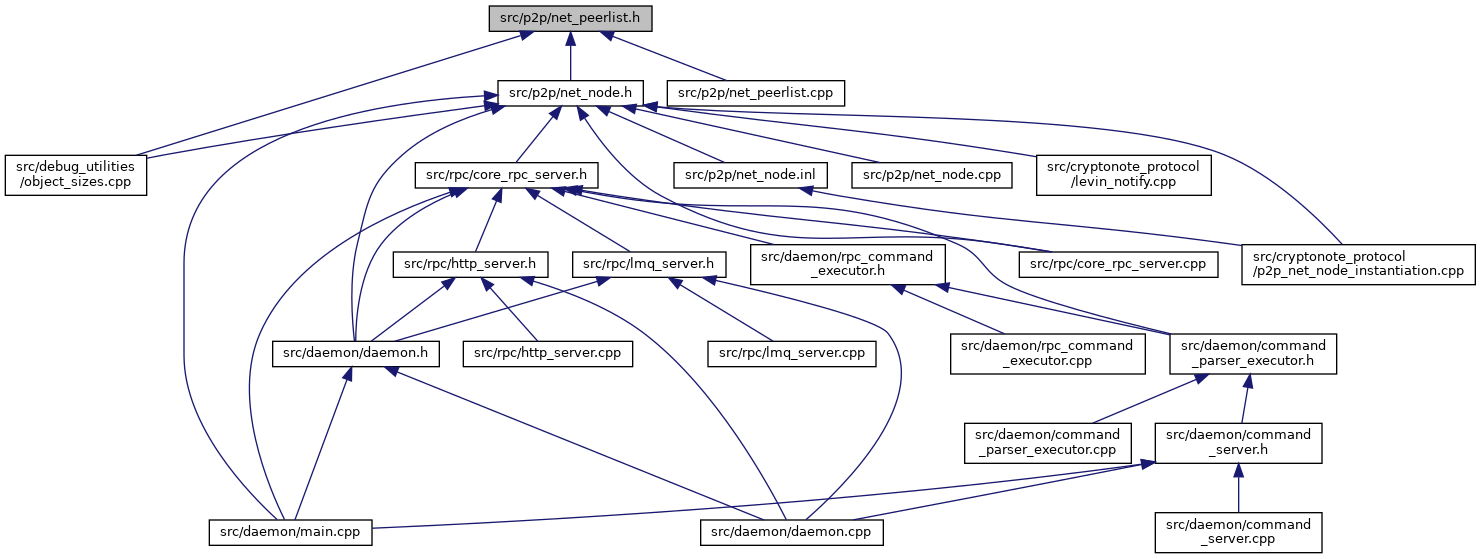 src/p2p/net_peerlist.h
src/p2p/net_node.h
src/p2p/net_peerlist.cpp
src/debug_utilities
/object_sizes.cpp
src/rpc/core_rpc_server.h
src/p2p/net_node.inl
src/p2p/net_node.cpp
src/cryptonote_protocol
/levin_notify.cpp
src/rpc/http_server.h
src/rpc/lmq_server.h
src/daemon/rpc_command
_executor.h
src/rpc/core_rpc_server.cpp
src/cryptonote_protocol
/p2p_net_node_instantiation.cpp
src/daemon/daemon.h
src/rpc/http_server.cpp
src/rpc/lmq_server.cpp
src/daemon/rpc_command
_executor.cpp
src/daemon/command
_parser_executor.h
src/daemon/command
_parser_executor.cpp
src/daemon/command
_server.h
src/daemon/main.cpp
src/daemon/daemon.cpp
src/daemon/command
_server.cpp